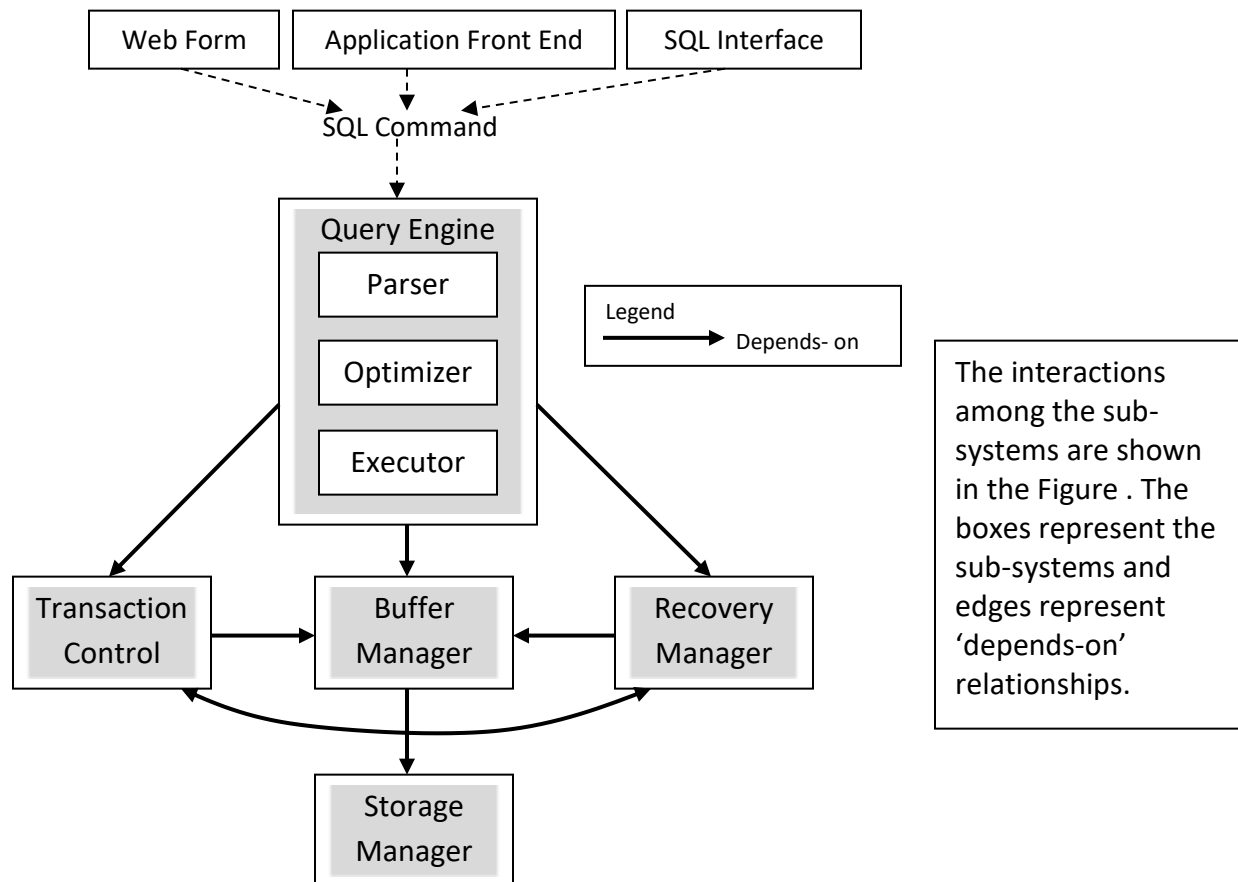 Web Form
Application Front End
SQL Interface
SQL Command
Query Engine
Parser
Optimizer
Executor
Legend
Depends- on
The interactions
among the sub-
systems are shown
in the Figure . The
boxes represent the
sub-systems and
edges represent
‘depends-on’
relationships.
Transaction
Control
Buffer
Manager
Recovery
Manager
Storage
Manager